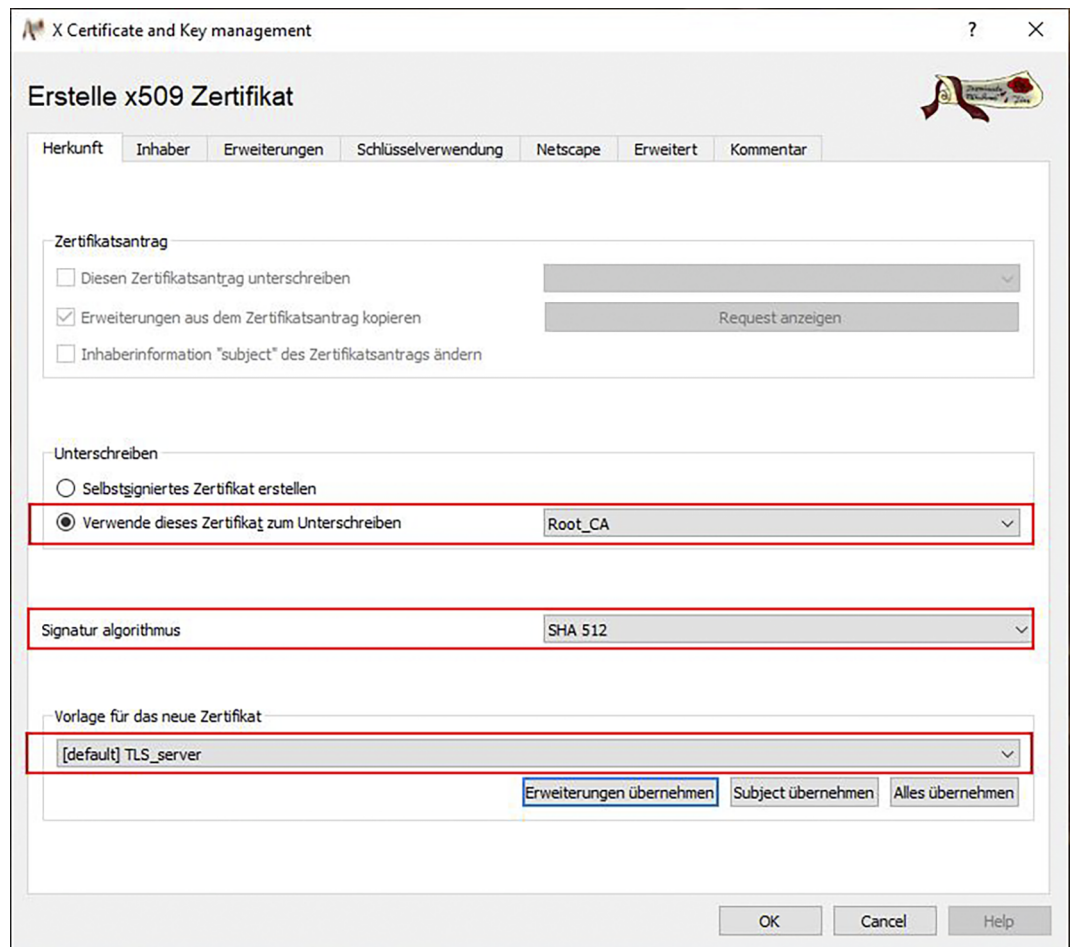 X Certificate and Key management
?
Erstelle x509 Zertifikat
Herkunft Inhaber Erweiterungen Schlüsselverwendung Netscape Erweitert Kommentar
Zertifikatsantrag
Diesen Zertifikatsantrag unterschreiben
Erweiterungen aus dem Zertifikatsantrag kopieren Request anzeigen
Inhaberinformation "subject" des Zertifikatsantrags ändern
Unterschreiben
Selbstsigniertes Zertifikat erstellen
Verwende dieses Zertifikat zum Unterschreiben Root_CA
Signatur algorithmus SHA 512
Vorlage für das neue Zertifikat
[default] TLS_server
Erweiterungen übernehmen Subject übernehmen Alles übernehmen
OK Cancel Help